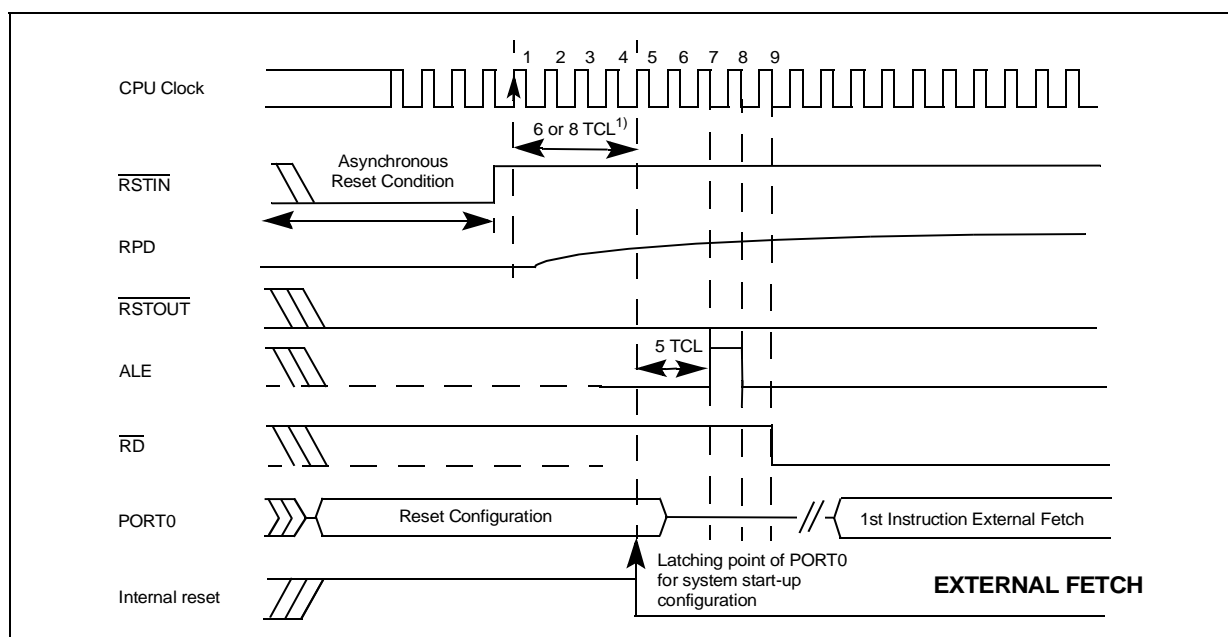 1 2 3 4 5 6 7 8 9
CPU Clock
6 or 8 TCL1)
Asynchronous
Reset Condition
RSTIN
RPD
RSTOUT
5 TCL
ALE
RD
PORT0
Reset Configuration
1st Instruction External Fetch
Latching point of PORT0
for system start-up
configuration
EXTERNAL FETCH
Internal reset